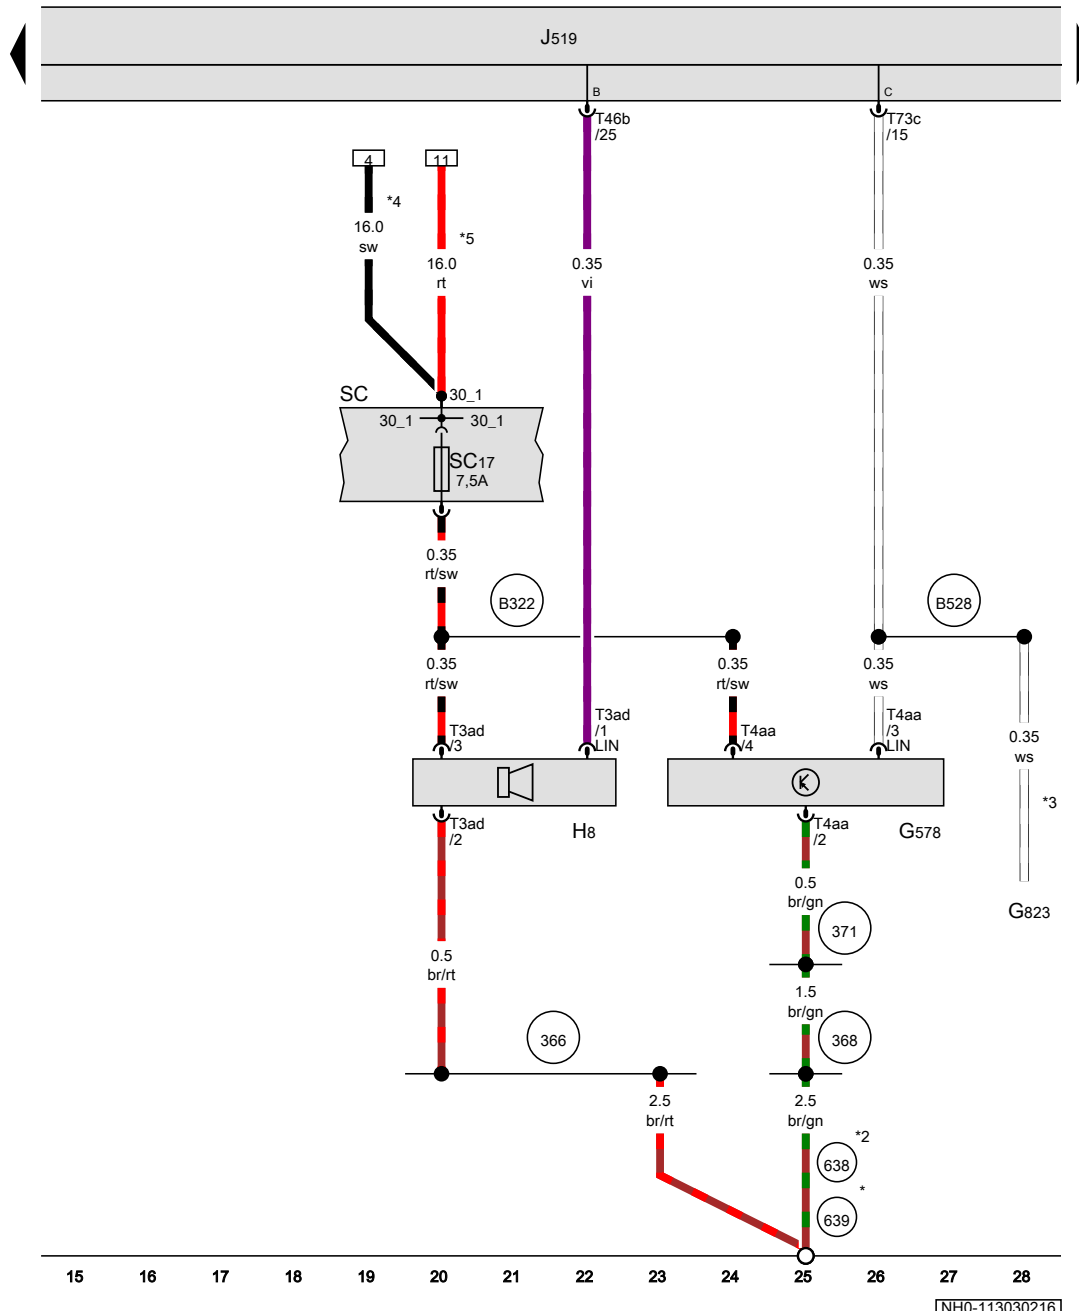 J519
B
C
T46b
/25
T73c
/15
4
11
*4
*5
16.0
sw
16.0
rt
0.35
vi
0.35
ws
SC
30_1
30_1
30_1
SC17
7,5A
0.35
rt/sw
B322
B528
0.35
rt/sw
0.35
rt/sw
0.35
ws
T3ad
/3
T3ad
/1
LIN
T4aa
/4
T4aa
/3
LIN
0.35
ws
*3
T3ad
/2
H8
T4aa
/2
G578
G823
0.5
br/gn
371
0.5
br/rt
1.5
br/gn
366
368
2.5
br/rt
2.5
br/gn
*2
638
*
639
15 16 17 18 19 20 21 22 23 24 25 26 27 28
NH0-113030216